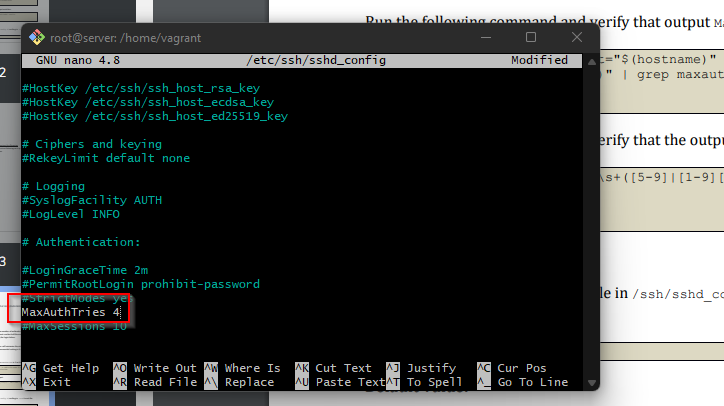 Run the following command and verify that output
root@server: /home/vagrant
2
t="$(hostname)"
GNU nano 4.8 /etc/ssh/sshd_config Modified
)" | grep maxau
#HostKey /etc/ssh/ssh_host_rsa_key
#HostKey /etc/ssh/ssh_host_ecdsa_key
#HostKey /etc/ssh/ssh_host_ed25519_key
erify that the outpu
# Ciphers and keying
#RekeyLimit default none
\s+([5-9]|[1-9][
# Logging
#SyslogFacility AUTH
#LogLevel INFO
# Authentication:
3
#LoginGraceTime 2m
#PermitRootLogin prohibit-password
le in /ssh/sshd_co
#StrictModes yes
MaxAuthTries 4
#MaxSessions 10
^G Get Help ^O Write Out ^W Where Is ^K Cut Text ^J Justify ^C Cur Pos
^X Exit ^R Read File ^\ Replace ^U Paste Text ^T To Spell ^_ Go To Line